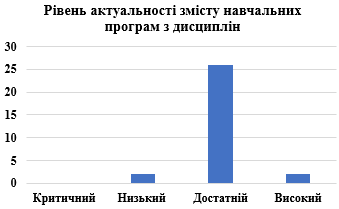 Рівень актуальності змісту навчальних
програм з дисциплін
30
25
20
15
10
5
0
Критичний Низький Достатній Високий